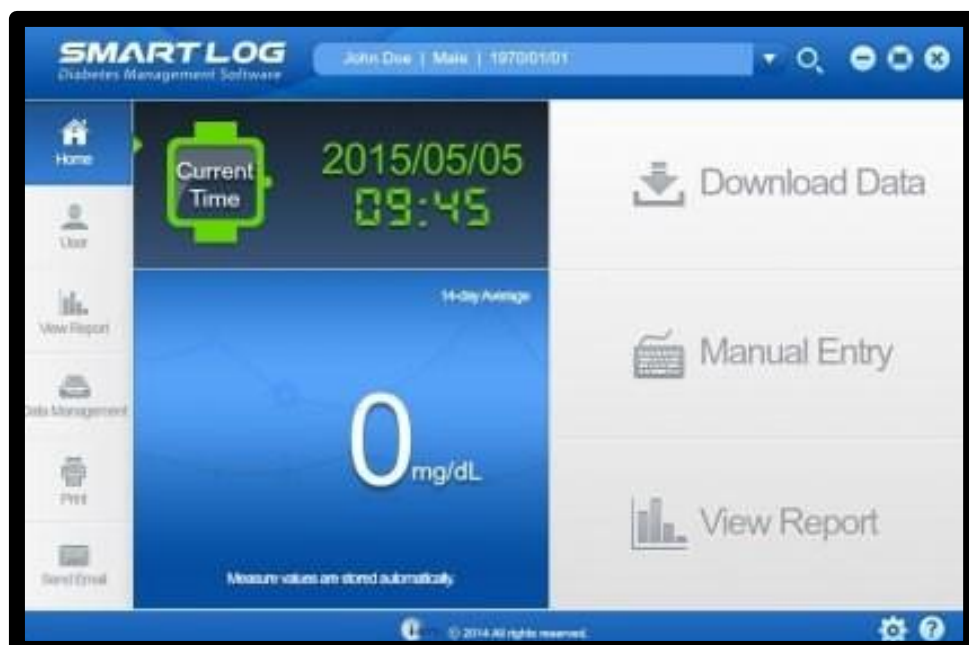 SMART LOG
Diabetes Management Software
John Doe | Male | 1970/01/01
Home
User
View Report
Data Management
Print
Send Email
Current
Time
2015/05/05
09:45
14-day Average
0 mg/dL
Measure values are stored automatically.
Download Data
Manual Entry
View Report
© 2014 All rights reserved.